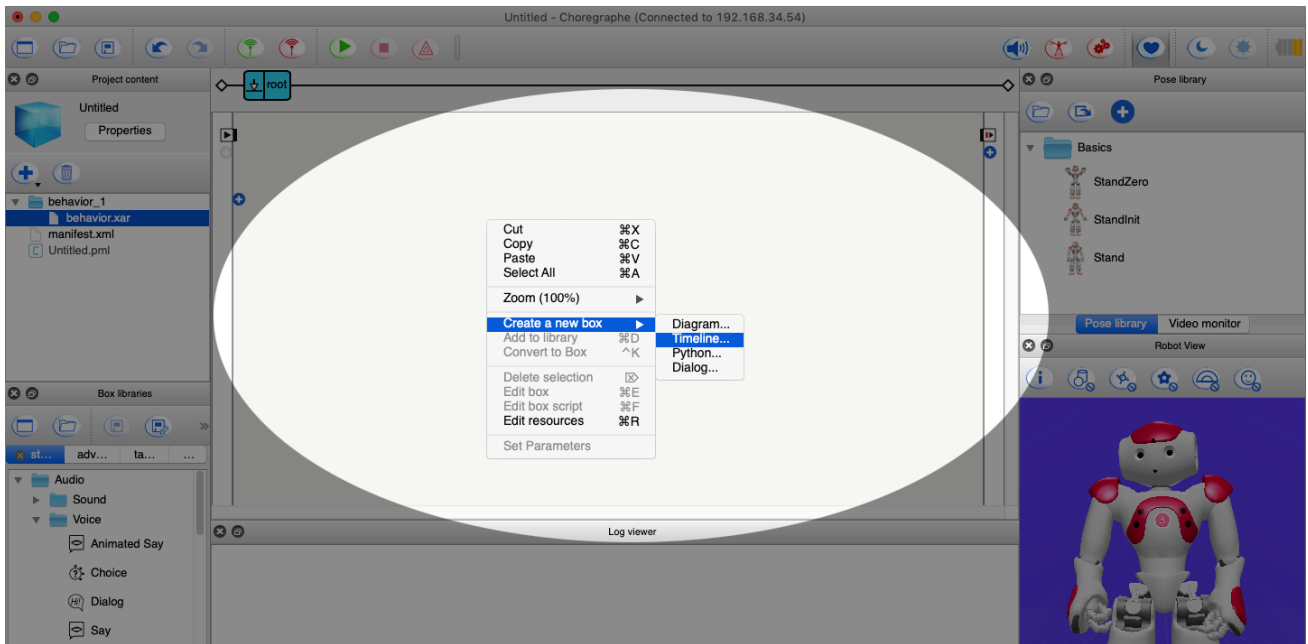 Untitled - Choregraphe (Connected to 192.168.34.54)
Project content
Untitled
Properties
behavior_1
behavior.xar
manifest.xml
Untitled.pml
Box libraries
st...
adv...
ta...
...
Audio
Sound
Voice
Animated Say
Choice
Dialog
Say
root
Cut ⌘X
Copy ⌘C
Paste ⌘V
Select All ⌘A
Zoom (100%)
Create a new box
Add to library ⌘D
Convert to Box ^K
Delete selection ⌦
Edit box ⌘E
Edit box script ⌘F
Edit resources ⌘R
Set Parameters
Diagram...
Timeline...
Python...
Dialog...
Log viewer
Pose library
Basics
StandZero
StandInit
Stand
Pose library
Video monitor
Robot View